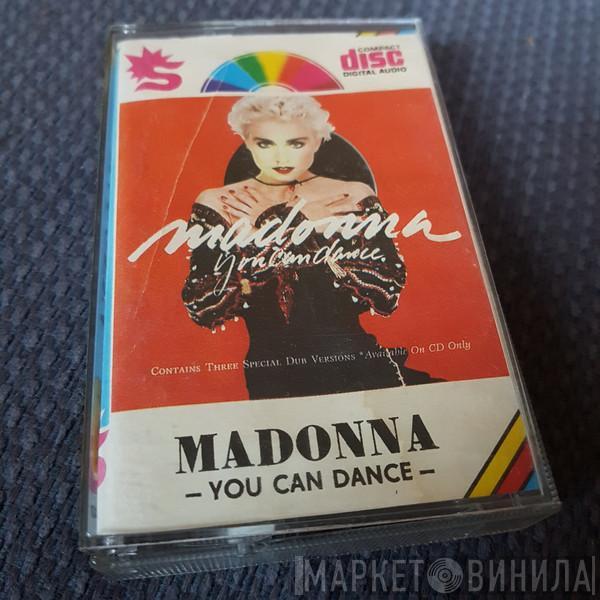 S
COMPACT
disc
DIGITAL AUDIO
madonna
you can dance.
CONTAINS THREE SPECIAL DUB VERSIONS *Available On CD Only
MADONNA
– YOU CAN DANCE –
МАРКЕТ ВИНИЛА